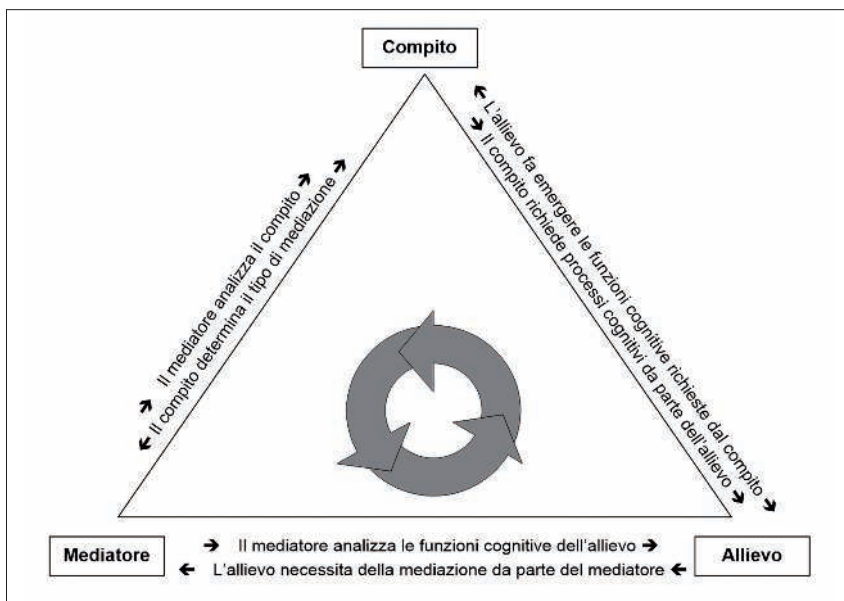 Compito
Il mediatore analizza il compito
Il compito determina il tipo di mediazione
L'allievo fa emergere le funzioni cognitive richieste dal compito
Il compito richiede processi cognitivi da parte dell'allievo
Mediatore
Il mediatore analizza le funzioni cognitive dell'allievo
L'allievo necessita della mediazione da parte del mediatore
Allievo